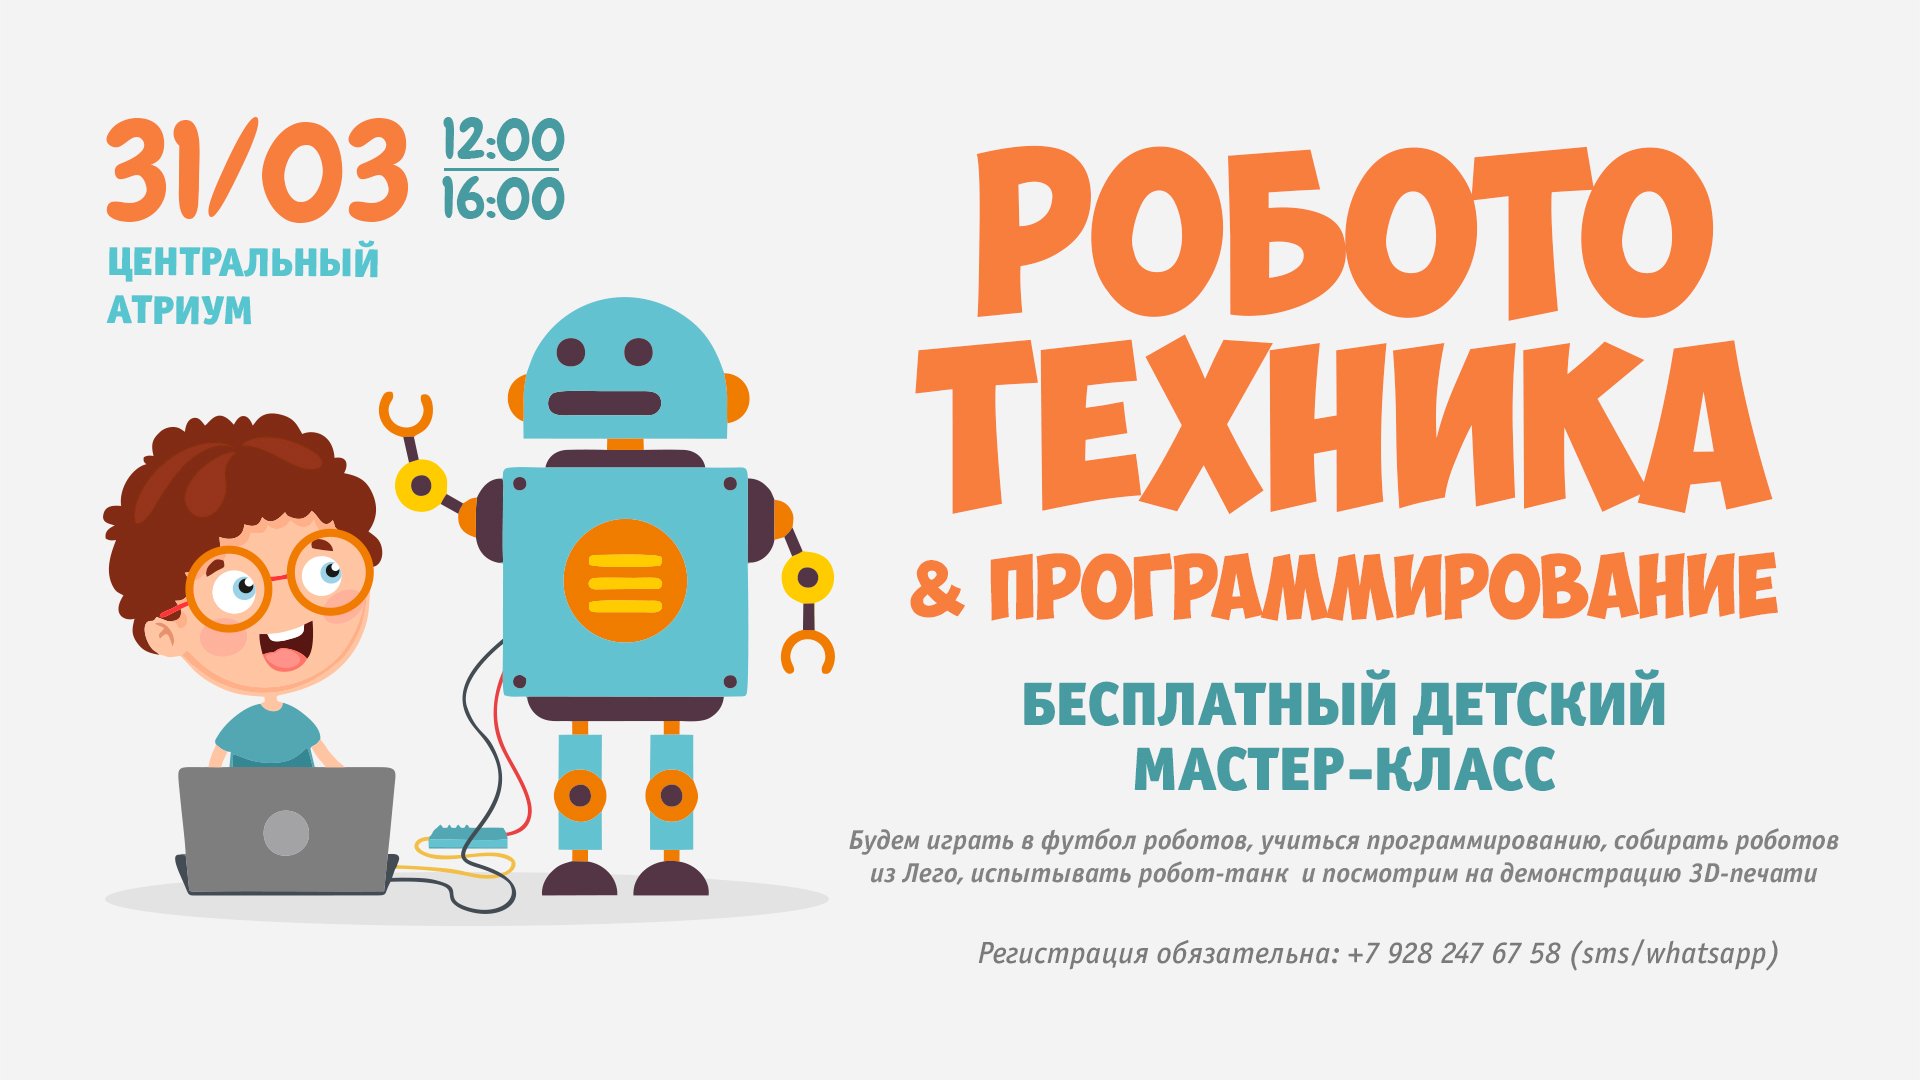 31/03
12:00
16:00
ЦЕНТРАЛЬНЫЙ
АТРИУМ
РОБОТО
ТЕХНИКА
& ПРОГРАММИРОВАНИЕ
БЕСПЛАТНЫЙ ДЕТСКИЙ
МАСТЕР-КЛАСС
Будем играть в футбол роботов, учиться программированию, собирать роботов
из Лего, испытывать робот-танк и посмотрим на демонстрацию 3D-печати
Регистрация обязательна: +7 928 247 67 58 (sms/whatsapp)